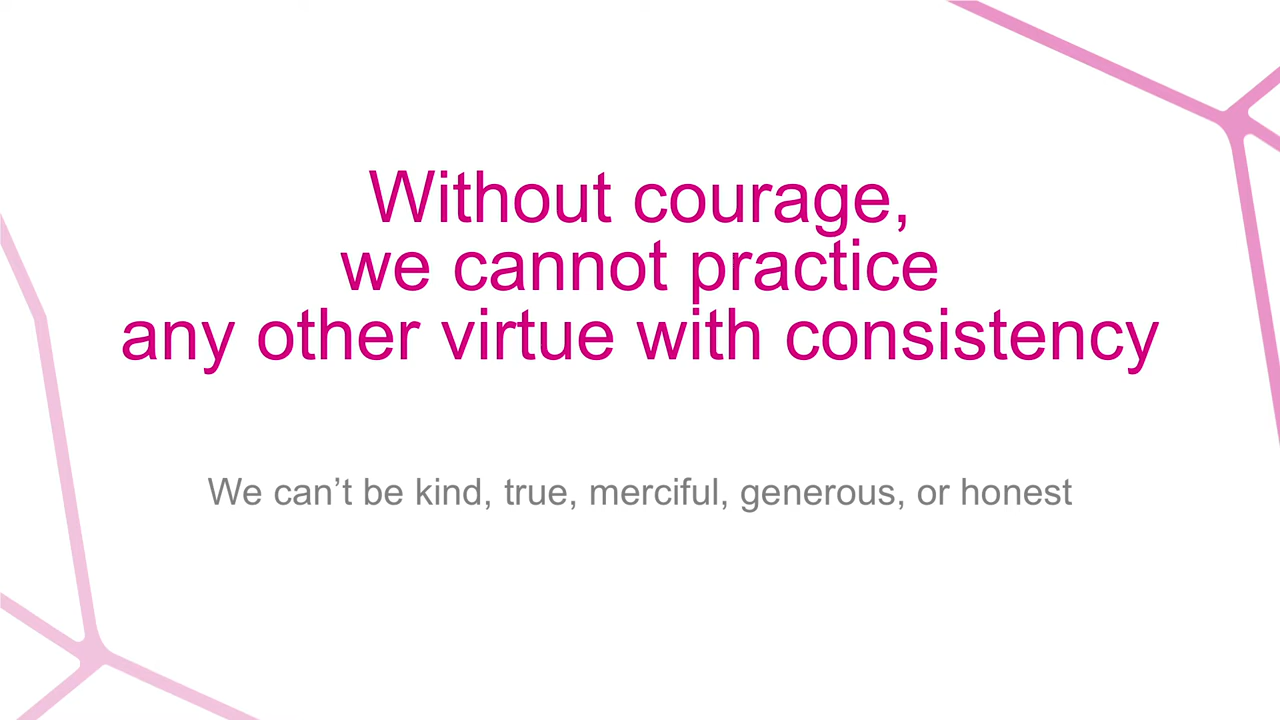 Without courage,
we cannot practice
any other virtue with consistency
We can’t be kind, true, merciful, generous, or honest